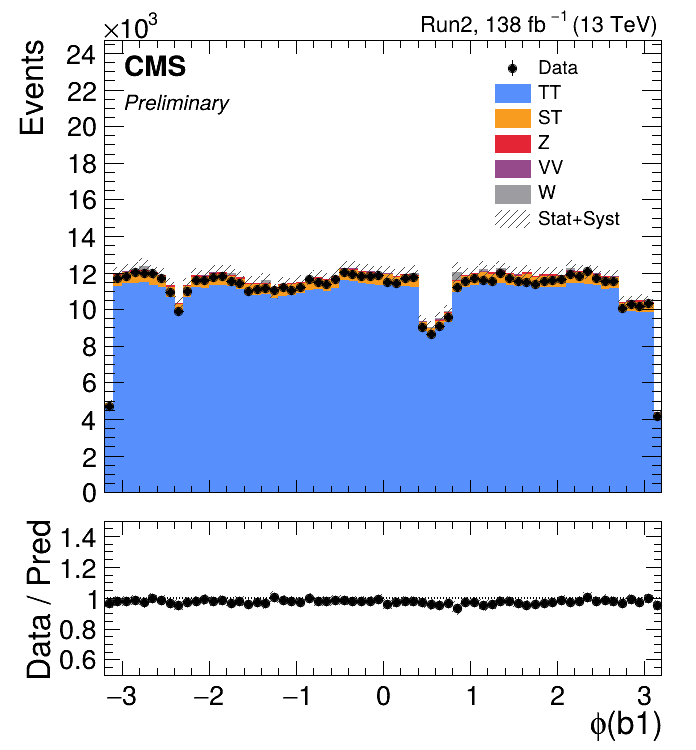 ×10³
Run2, 138 fb⁻¹ (13 TeV)
CMS
Preliminary
Events
24
22
20
18
16
14
12
10
8
6
4
2
0
Data
TT
ST
Z
VV
W
Stat+Syst
Data / Pred
1.4
1.2
1
0.8
0.6
−3 −2 −1 0 1 2 3
ϕ(b1)